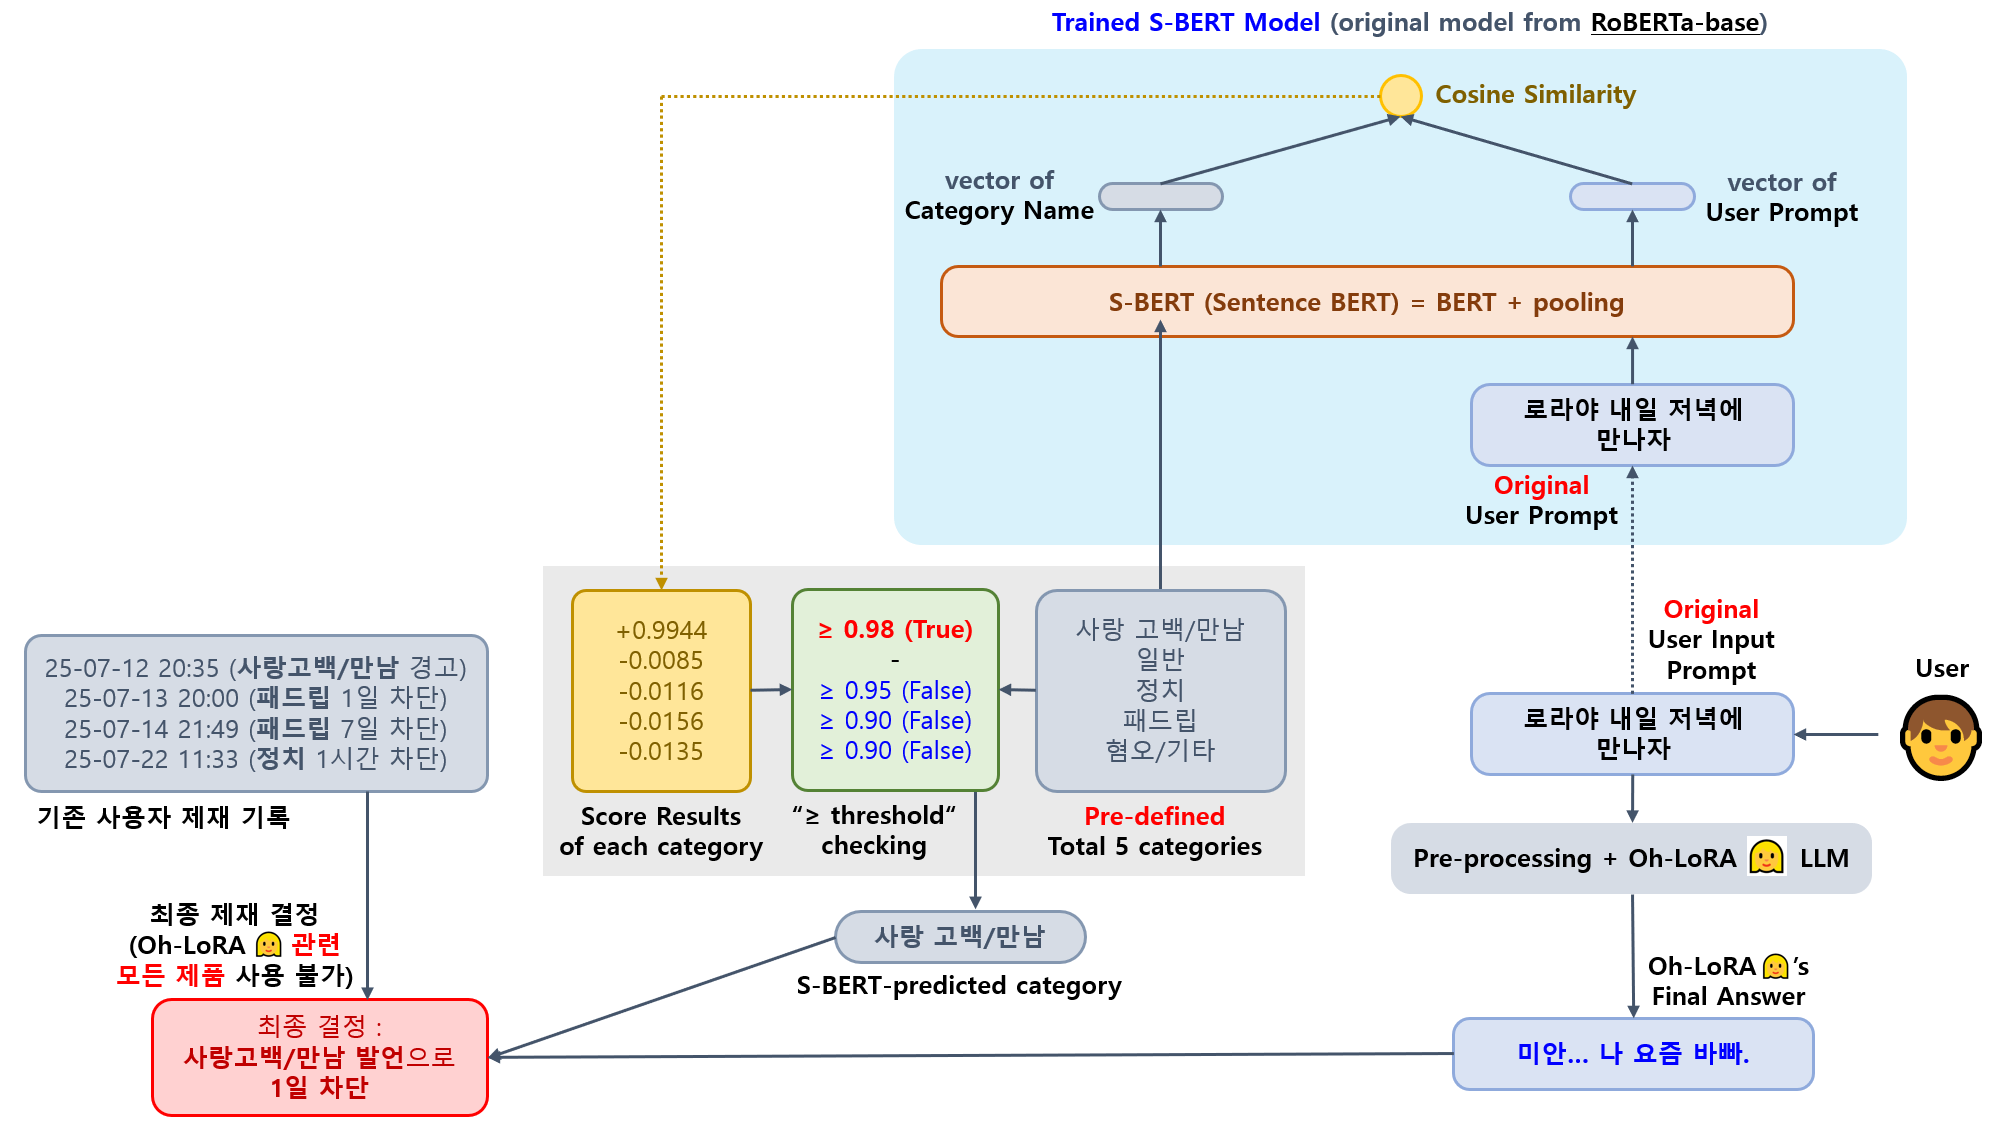 Trained S-BERT Model (original model from RoBERTa-base)
Cosine Similarity
vector of
Category Name
vector of
User Prompt
S-BERT (Sentence BERT) = BERT + pooling
로라야 내일 저녁에
만나자
Original
User Prompt
Original
User Input
Prompt
User
로라야 내일 저녁에
만나자
Pre-processing + Oh-LoRA LLM
Oh-LoRA 's
Final Answer
미안... 나 요즘 바빠.
+0.9944
-0.0085
-0.0116
-0.0156
-0.0135
Score Results
of each category
≥ 0.98 (True)
-
≥ 0.95 (False)
≥ 0.90 (False)
≥ 0.90 (False)
“≥ threshold“
checking
사랑 고백/만남
일반
정치
패드립
혐오/기타
Pre-defined
Total 5 categories
사랑 고백/만남
S-BERT-predicted category
25-07-12 20:35 (사랑고백/만남 경고)
25-07-13 20:00 (패드립 1일 차단)
25-07-14 21:49 (패드립 7일 차단)
25-07-22 11:33 (정치 1시간 차단)
기존 사용자 제재 기록
최종 제재 결정
(Oh-LoRA 관련
모든 제품 사용 불가)
최종 결정 :
사랑고백/만남 발언으로
1일 차단